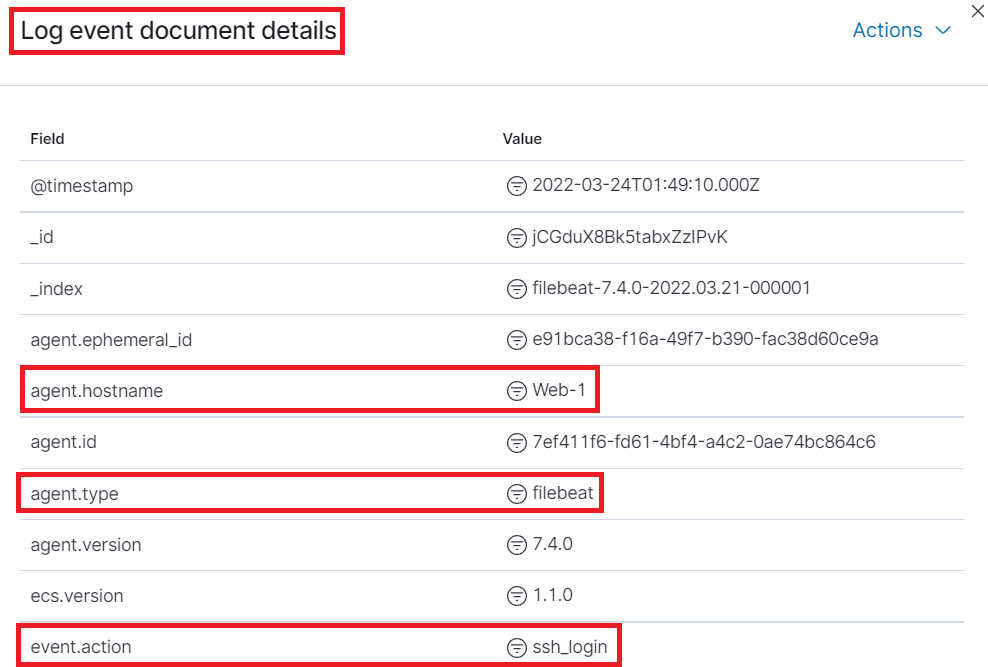 Log event document details
Actions
Field Value
@timestamp 2022-03-24T01:49:10.000Z
_id jCGduX8Bk5tabxZzIPvK
_index filebeat-7.4.0-2022.03.21-000001
agent.ephemeral_id e91bca38-f16a-49f7-b390-fac38d60ce9a
agent.hostname Web-1
agent.id 7ef411f6-fd61-4bf4-a4c2-0ae74bc864c6
agent.type filebeat
agent.version 7.4.0
ecs.version 1.1.0
event.action ssh_login